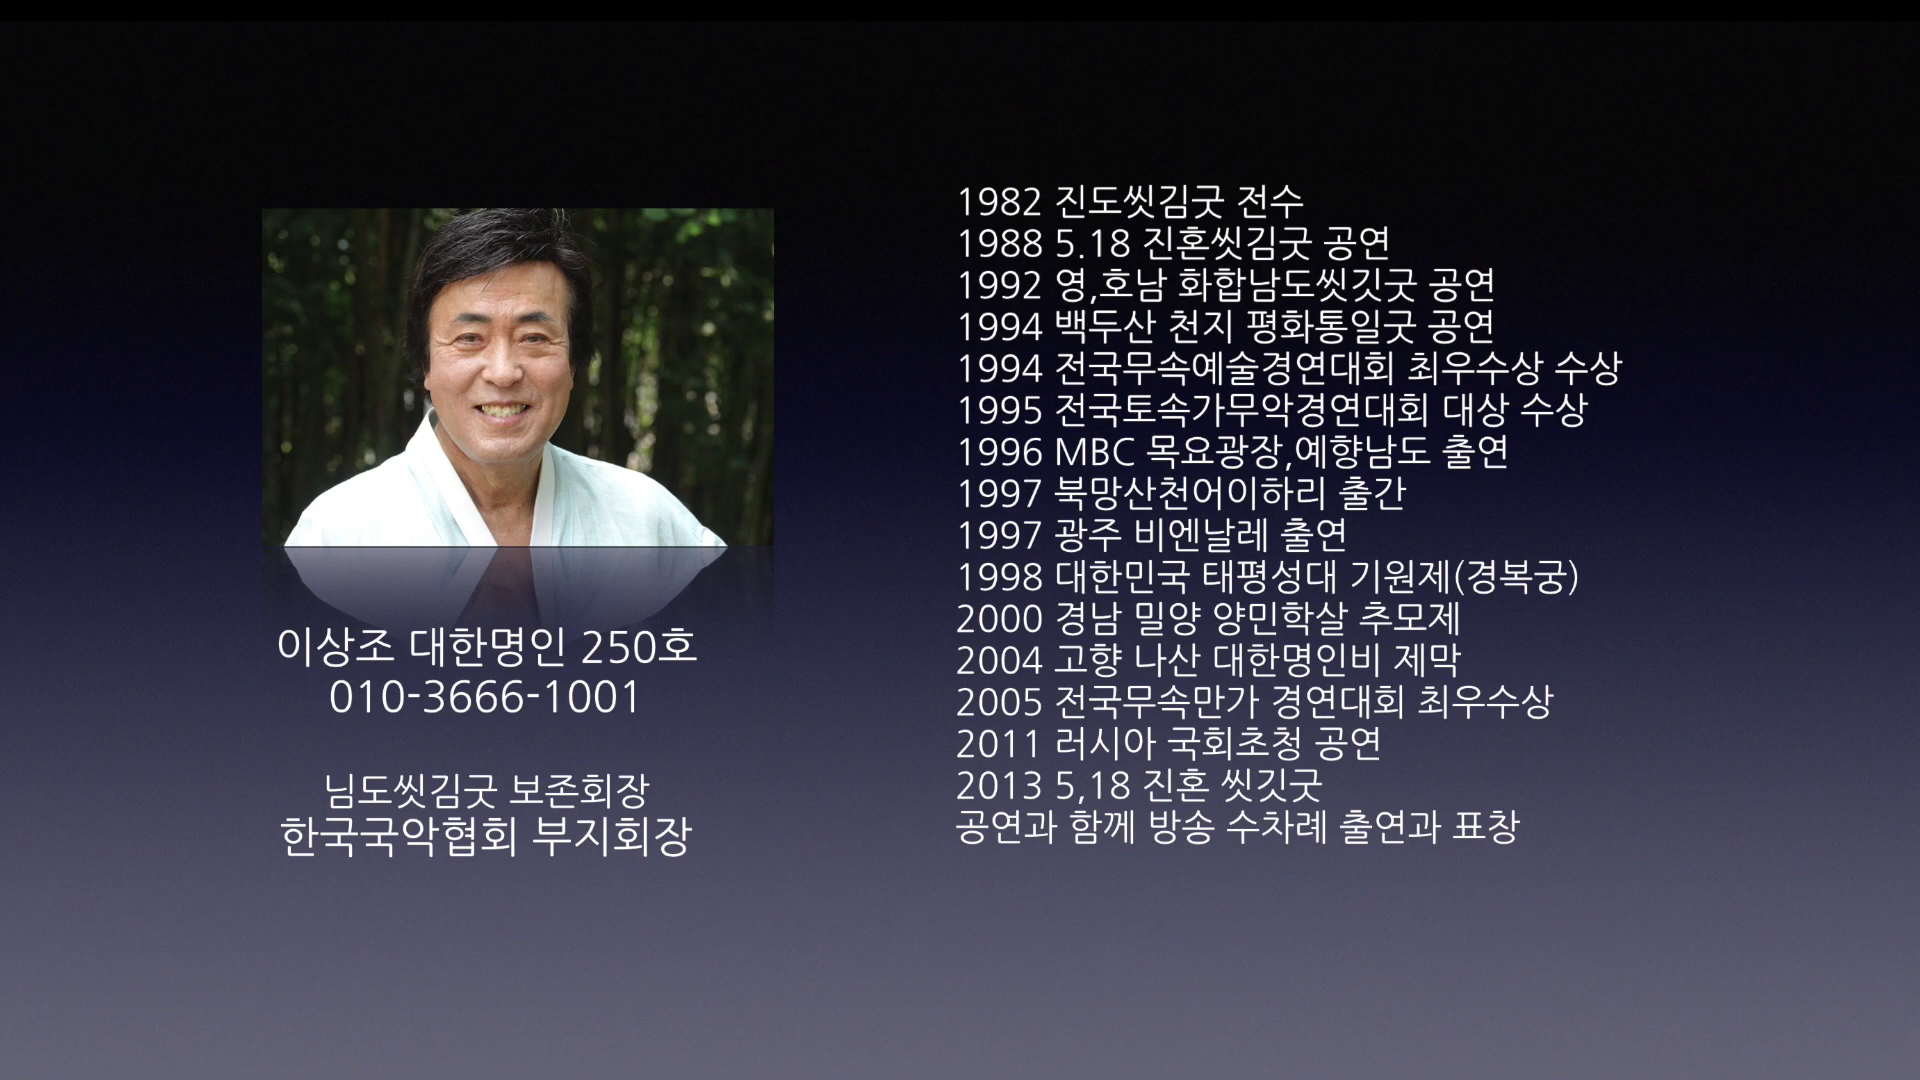 이상조 대한명인 250호
010-3666-1001
님도씻김굿 보존회장
한국국악협회 부지회장
1982 진도씻김굿 전수
1988 5.18 진혼씻김굿 공연
1992 영,호남 화합남도씻깃굿 공연
1994 백두산 천지 평화통일굿 공연
1994 전국무속예술경연대회 최우수상 수상
1995 전국토속가무악경연대회 대상 수상
1996 MBC 목요광장,예향남도 출연
1997 북망산천어이하리 출간
1997 광주 비엔날레 출연
1998 대한민국 태평성대 기원제(경복궁)
2000 경남 밀양 양민학살 추모제
2004 고향 나산 대한명인비 제막
2005 전국무속만가 경연대회 최우수상
2011 러시아 국회초청 공연
2013 5,18 진혼 씻깃굿
공연과 함께 방송 수차례 출연과 표창